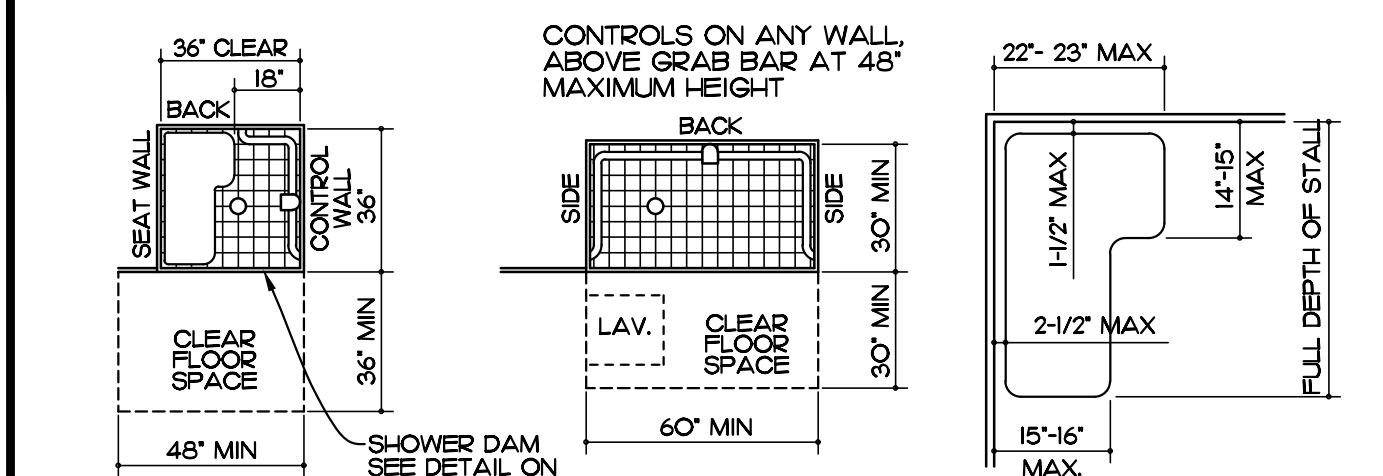 36" CLEAR
18"
BACK
SEAT WALL
CONTROL
WALL
36"
CLEAR
FLOOR
SPACE
36" MIN
48" MIN
SHOWER DAM
SEE DETAIL ON
CONTROLS ON ANY WALL,
ABOVE GRAB BAR AT 48"
MAXIMUM HEIGHT
BACK
SIDE
SIDE
30" MIN
LAV.
CLEAR
FLOOR
SPACE
30" MIN
60" MIN
22"- 23" MAX
1-1/2" MAX
14"-15"
MAX
2-1/2" MAX
FULL DEPTH OF STALL
15"-16"
MAX.